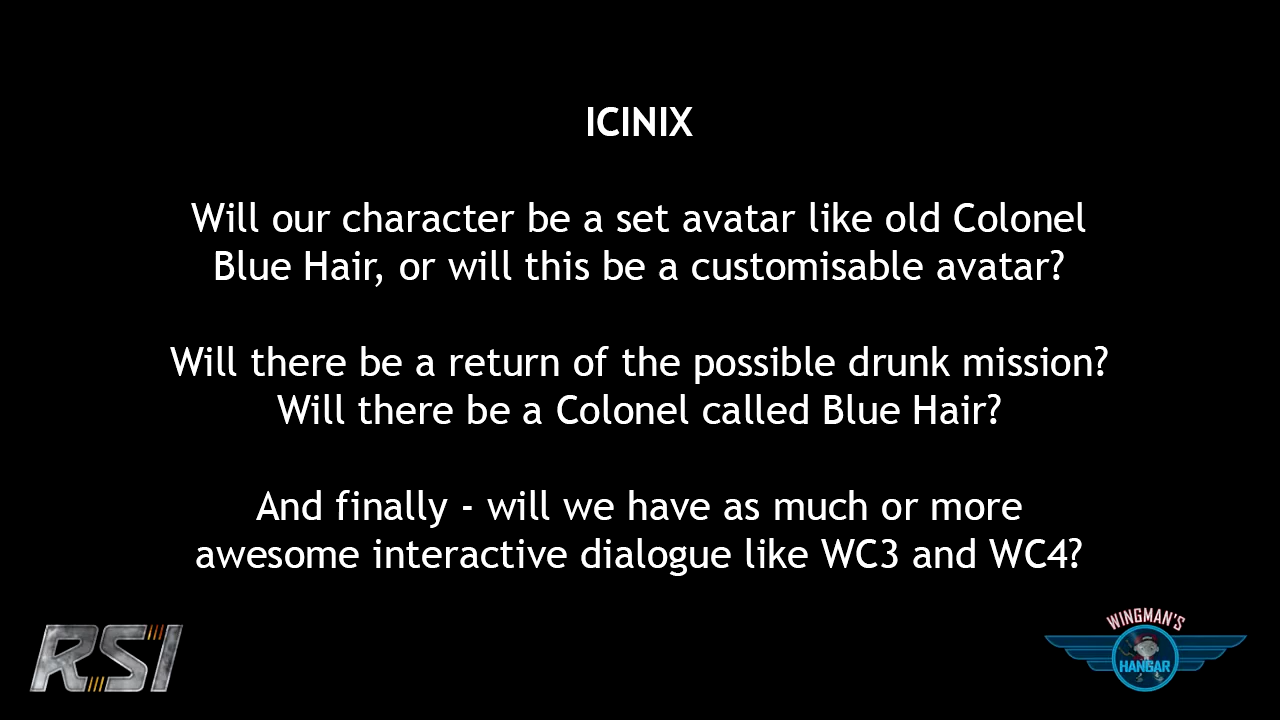 ICINIX
Will our character be a set avatar like old Colonel
Blue Hair, or will this be a customisable avatar?
Will there be a return of the possible drunk mission?
Will there be a Colonel called Blue Hair?
And finally - will we have as much or more
awesome interactive dialogue like WC3 and WC4?
RSI
WINGMAN'S
HANGAR